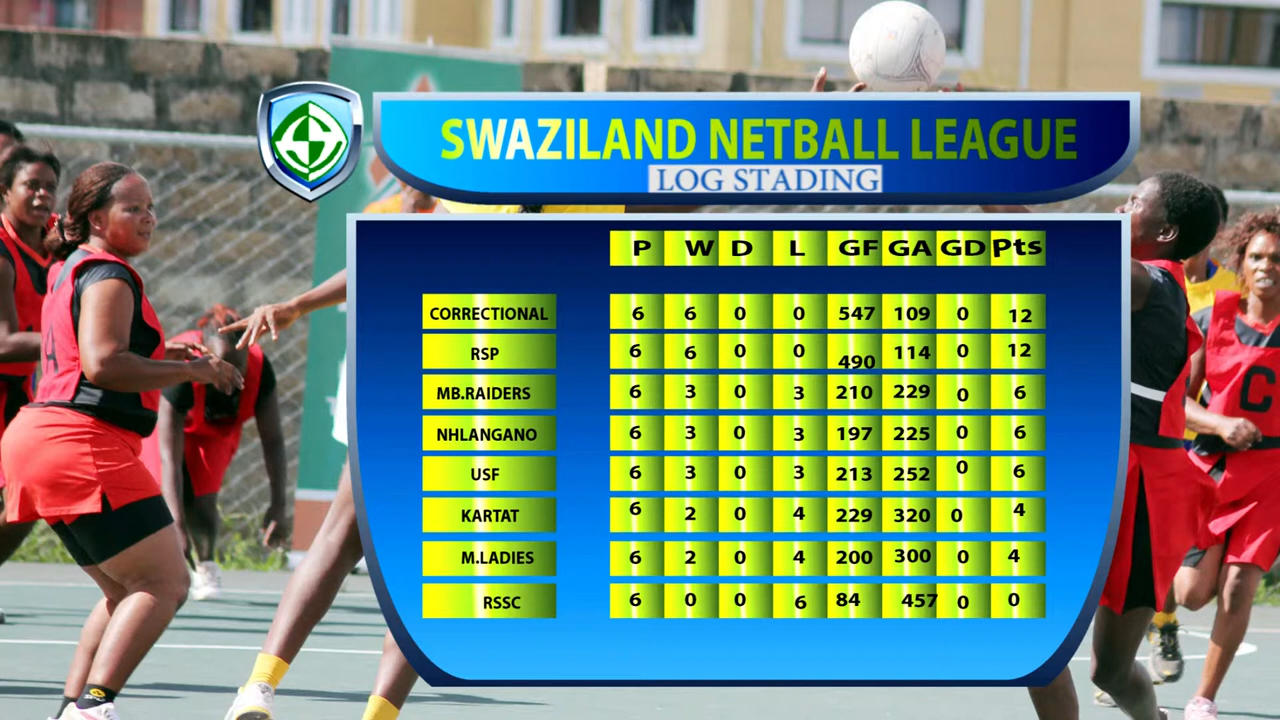 SWAZILAND NETBALL LEAGUE
LOG STADING
P W D L GF GA GD Pts
CORRECTIONAL 6 6 0 0 547 109 0 12
RSP 6 6 0 0 490 114 0 12
MB.RAIDERS 6 3 0 3 210 229 0 6
NHLANGANO 6 3 0 3 197 225 0 6
USF 6 3 0 3 213 252 0 6
KARTAT 6 2 0 4 229 320 0 4
M.LADIES 6 2 0 4 200 300 0 4
RSSC 6 0 0 6 84 457 0 0
C